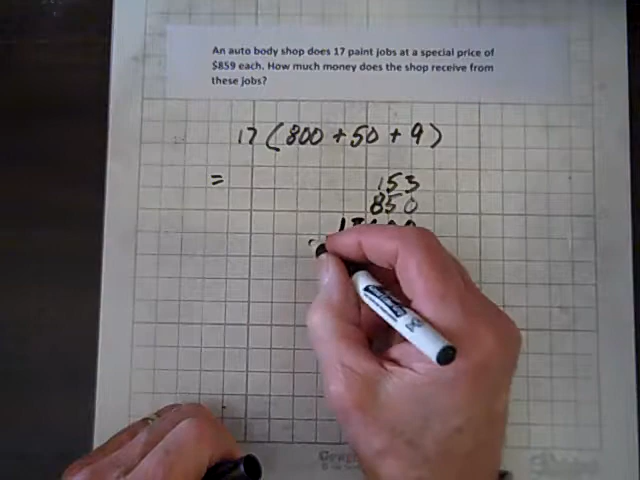 An auto body shop does 17 paint jobs at a special price of
$859 each. How much money does the shop receive from
these jobs?
17 (800 + 50 + 9)
=
153
850